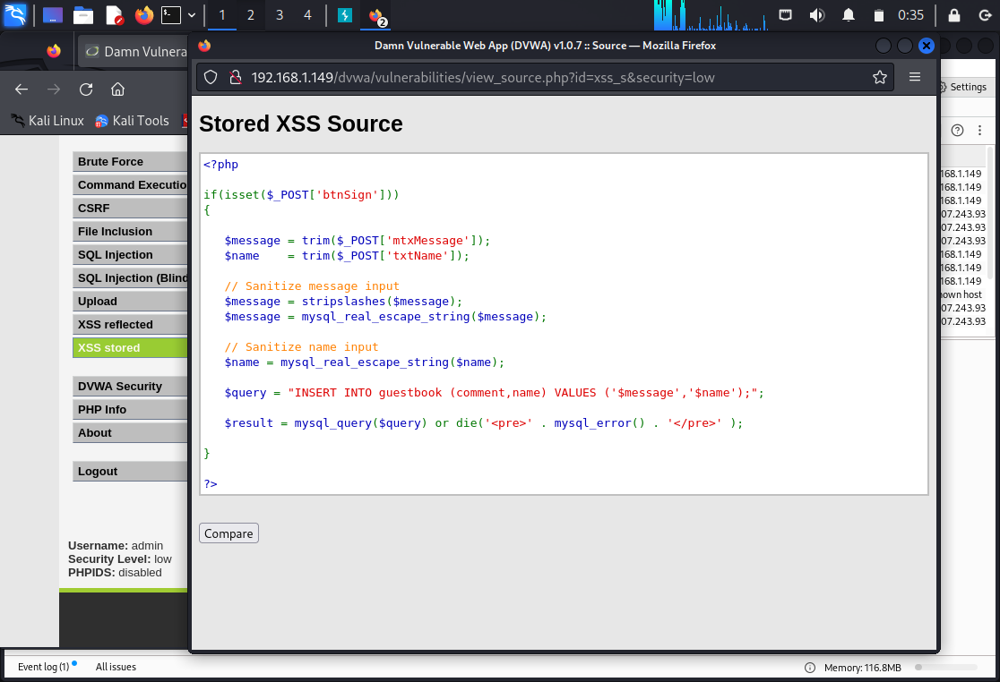 1 2 3 4 2 0:35
Damn Vulnera
Damn Vulnerable Web App (DVWA) v1.0.7 :: Source — Mozilla Firefox
192.168.1.149/dvwa/vulnerabilities/view_source.php?id=xss_s&security=low
Settings
Kali Linux Kali Tools
Stored XSS Source
<?php
if(isset($_POST['btnSign']))
{
$message = trim($_POST['mtxMessage']);
$name    = trim($_POST['txtName']);
// Sanitize message input
$message = stripslashes($message);
$message = mysql_real_escape_string($message);
// Sanitize name input
$name = mysql_real_escape_string($name);
$query = "INSERT INTO guestbook (comment,name) VALUES ('$message','$name');";
$result = mysql_query($query) or die('<pre>' . mysql_error() . '</pre>' );
}
?>
Compare
Brute Force
Command Executio
CSRF
File Inclusion
SQL Injection
SQL Injection (Blind
Upload
XSS reflected
XSS stored
DVWA Security
PHP Info
About
Logout
Username: admin
Security Level: low
PHPIDS: disabled
168.1.149
168.1.149
168.1.149
07.243.93
07.243.93
07.243.93
168.1.149
168.1.149
168.1.149
nown host
07.243.93
07.243.93
Event log (1) All issues
Memory: 116.8MB